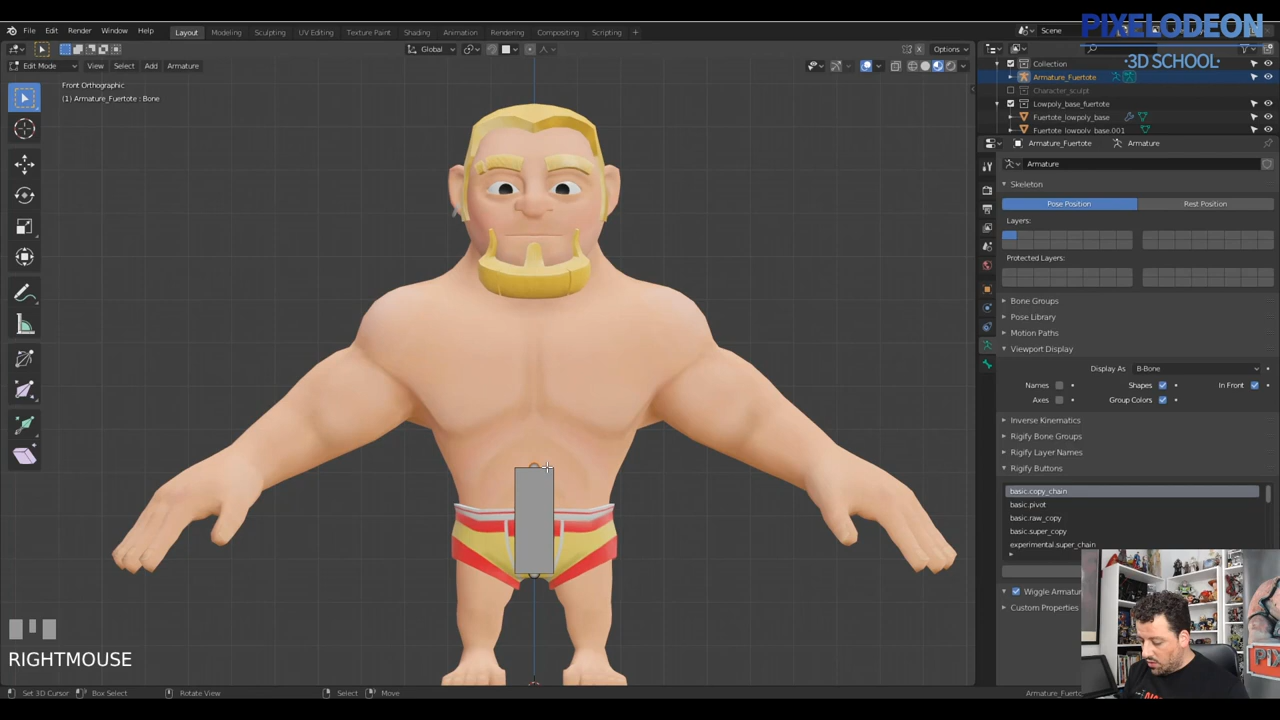 PIXELODEON
·3D SCHOOL·
File Edit Render Window Help
Layout Modeling Sculpting UV Editing Texture Paint Shading Animation Rendering Compositing Scripting +
Scene
Global
Options
Edit Mode View Select Add Armature
Front Orthographic
(1) Armature_Fuertote : Bone
Collection
Armature_Fuertote
Character_sculpt
Lowpoly_base_fuertote
Fuertote_lowpoly_base
Fuertote_lowpoly_base.001
Armature_Fuertote Armature
Armature
Skeleton
Pose Position Rest Position
Layers:
Protected Layers:
Bone Groups
Pose Library
Motion Paths
Viewport Display
Display As B-Bone
Names Shapes In Front
Axes Group Colors
Inverse Kinematics
Rigify Bone Groups
Rigify Layer Names
Rigify Buttons
basic.copy_chain
basic.pivot
basic.raw_copy
basic.super_copy
experimental.super_chain
Wiggle Armature
Custom Properties
RIGHTMOUSE
Set 3D Cursor Box Select Rotate View Select Move